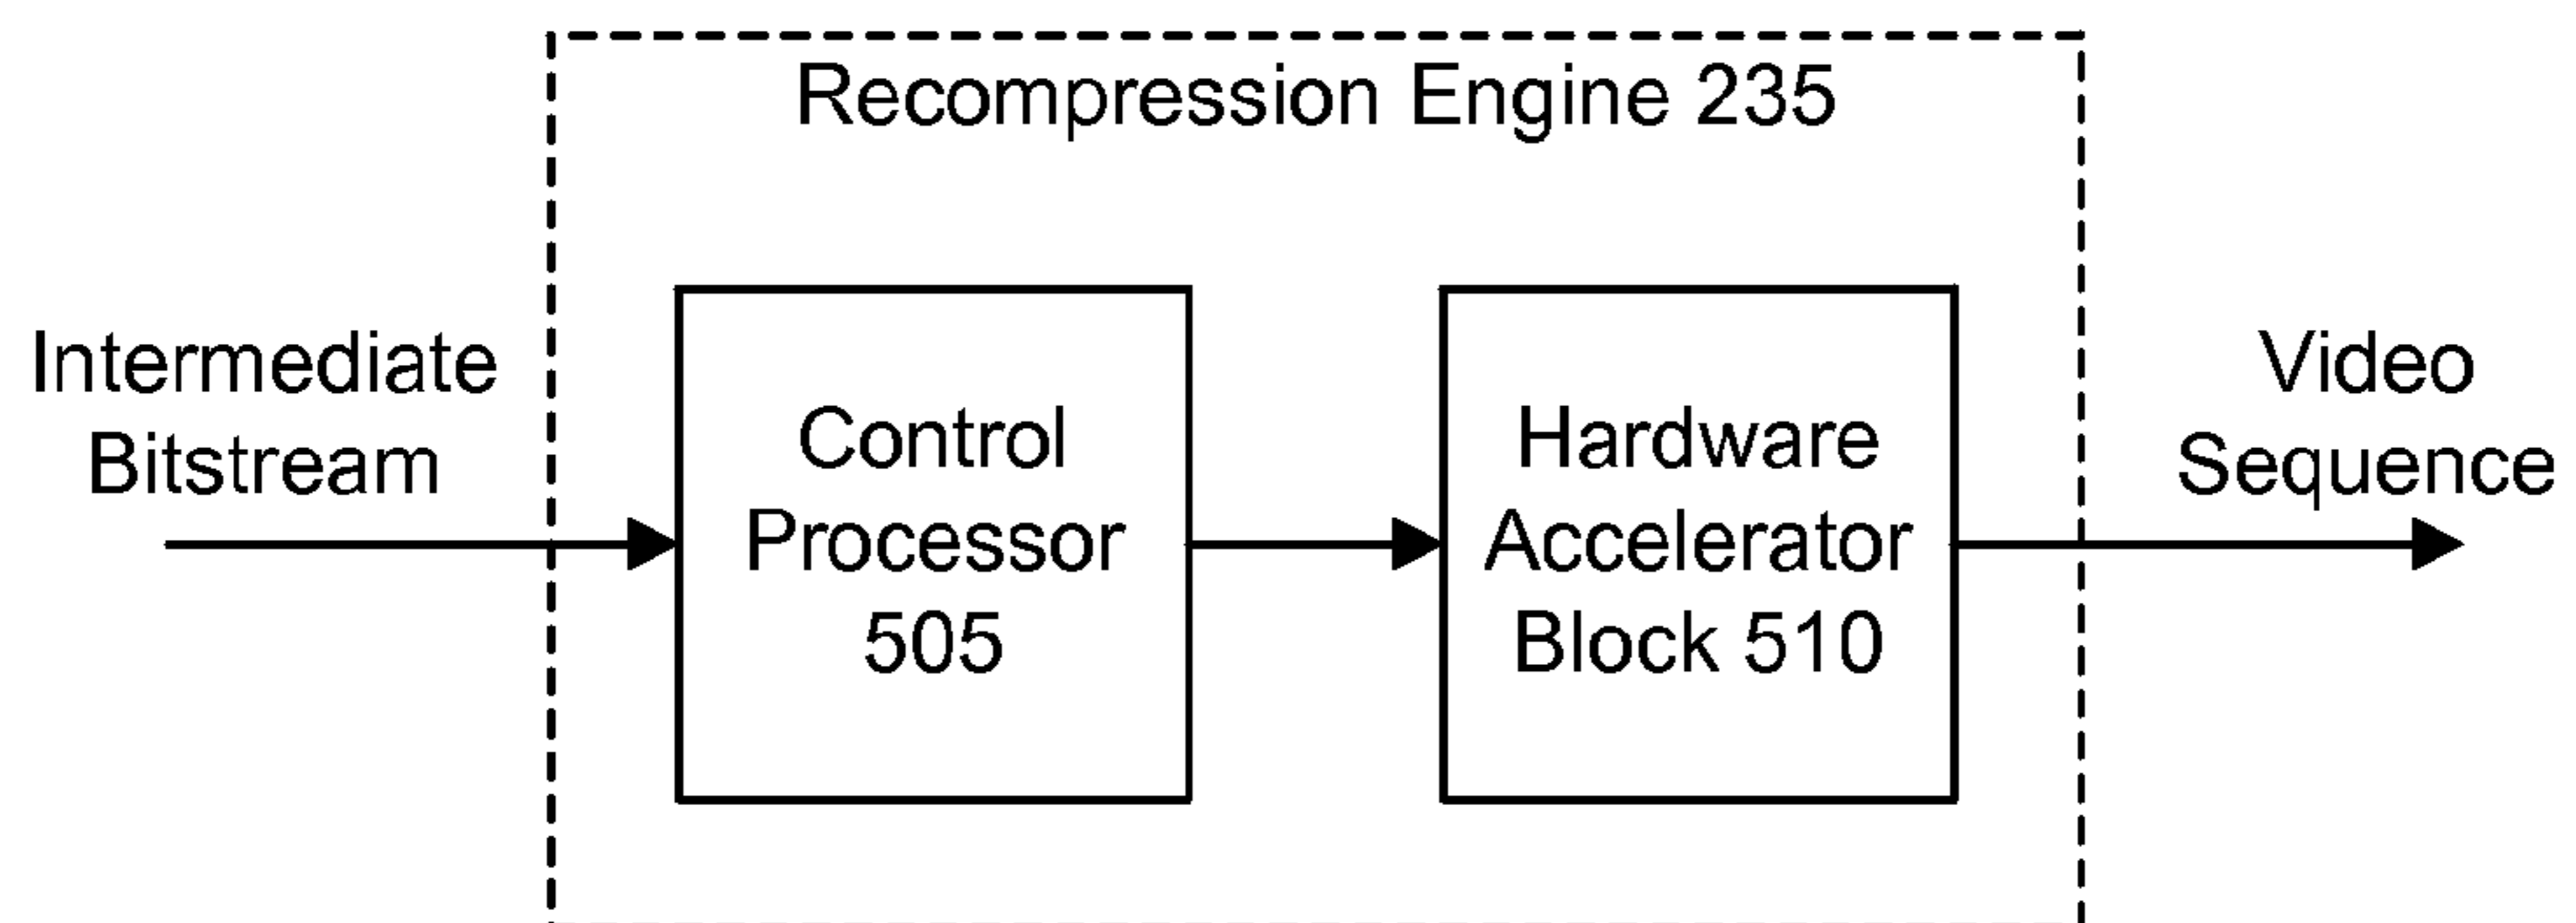 Recompression Engine 235
Intermediate
Bitstream
Control
Processor
505
Hardware
Accelerator
Block 510
Video
Sequence